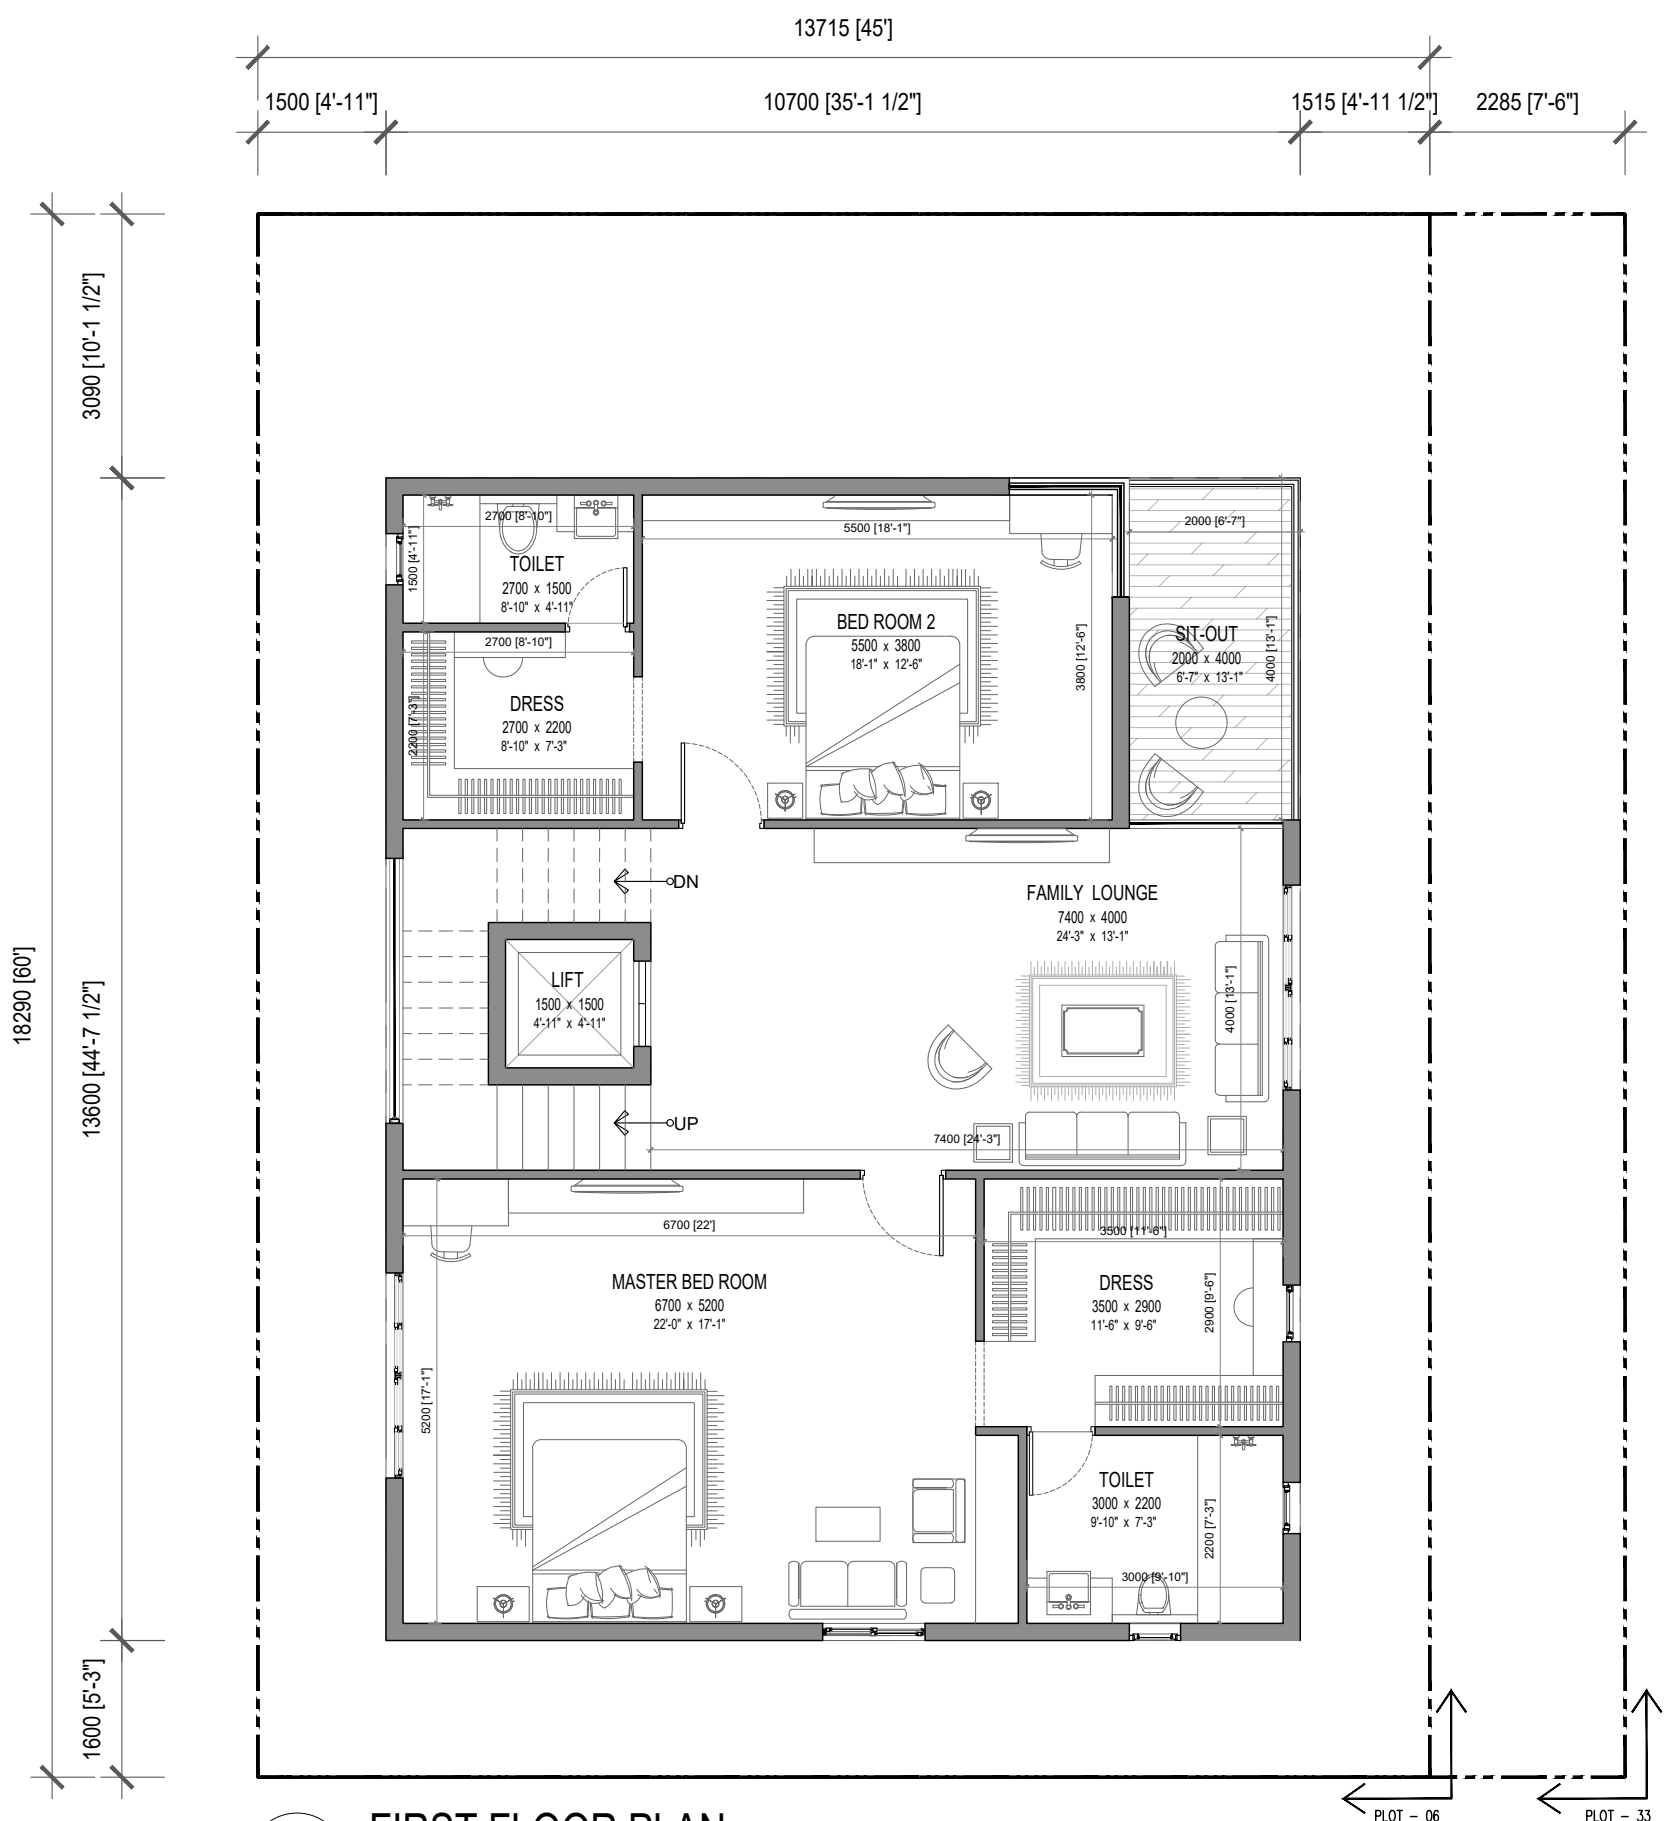 13715 [45']
1500 [4'-11"]
10700 [35'-1 1/2"]
1515 [4'-11 1/2"]
2285 [7'-6"]
3090 [10'-1 1/2"]
18290 [60']
13600 [44'-7 1/2"]
1600 [5'-3"]
2700 [8'-10"]
1500 [4'-11"]
TOILET
2700 x 1500
8'-10" x 4'-11"
5500 [18'-1"]
2000 [6'-7"]
BED ROOM 2
5500 x 3800
18'-1" x 12'-6"
3800 [12'-6"]
SIT-OUT
2000 x 4000
6'-7" x 13'-1"
4000 [13'-1"]
2700 [8'-10"]
2200 [7'-3"]
DRESS
2700 x 2200
8'-10" x 7'-3"
DN
FAMILY LOUNGE
7400 x 4000
24'-3" x 13'-1"
LIFT
1500 x 1500
4'-11" x 4'-11"
4000 [13'-1"]
UP
7400 [24'-3"]
6700 [22']
3500 [11'-6"]
MASTER BED ROOM
6700 x 5200
22'-0" x 17'-1"
DRESS
3500 x 2900
11'-6" x 9'-6"
2900 [9'-6"]
5200 [17'-1"]
TOILET
3000 x 2200
9'-10" x 7'-3"
2200 [7'-3"]
3000 [9'-10"]
FIRST FLOOR PLAN
PLOT - 06
PLOT - 33